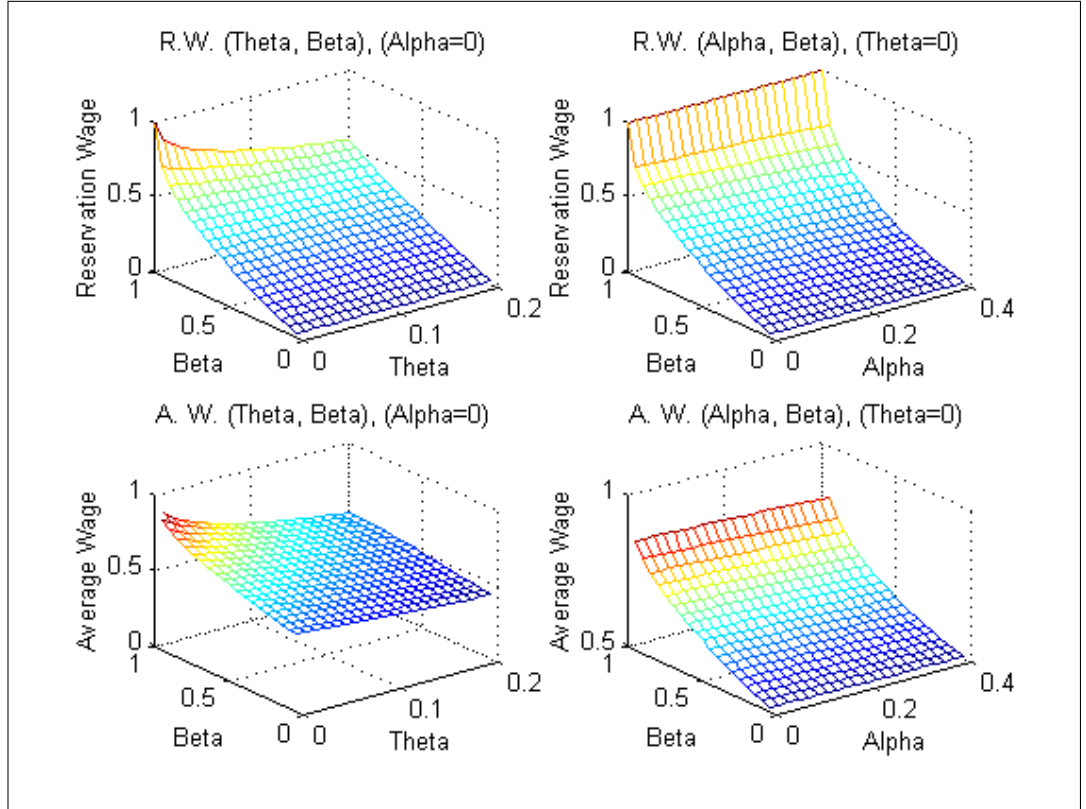 R.W. (Theta, Beta), (Alpha=0)
Reservation Wage
1
0.5
0
1
0.5
0
Beta
0
0.1
0.2
Theta
R.W. (Alpha, Beta), (Theta=0)
Reservation Wage
1
0.5
0
1
0.5
0
Beta
0
0.2
0.4
Alpha
A. W. (Theta, Beta), (Alpha=0)
Average Wage
1
0.5
0
1
0.5
0
Beta
0
0.1
0.2
Theta
A. W. (Alpha, Beta), (Theta=0)
Average Wage
1
0.5
1
0.5
0
Beta
0
0.2
0.4
Alpha